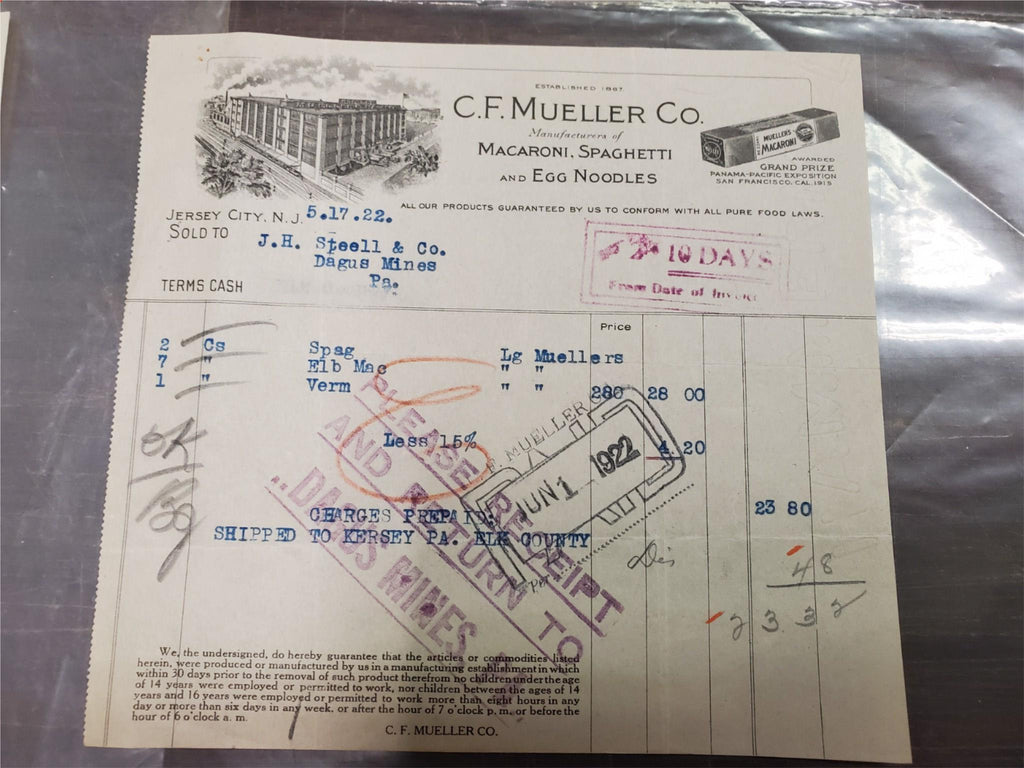 ESTABLISHED 1867
C.F. MUELLER CO.
Manufacturers of
MACARONI, SPAGHETTI
AND EGG NOODLES
MUELLER'S
MACARONI
AWARDED
GRAND PRIZE
PANAMA-PACIFIC EXPOSITION
SAN FRANCISCO, CAL. 1915
ALL OUR PRODUCTS GUARANTEED BY US TO CONFORM WITH ALL PURE FOOD LAWS.
JERSEY CITY, N. J. 5.17.22.
SOLD TO J.H. Steell & Co.
Dagus Mines
Pa.
TERMS CASH
10 DAYS
From Date of Invoice
Price
2 Cs Spag Lg Muellers
7 " Elb Mac " "
1 " Verm " " 280 28 00
Less 15% 4 20
OK
PLEASE RECEIPT
AND RETURN TO
..DAGUS MINES
F. MUELLER
JUN 1 1922
CHARGES PREPAID. 23 80
SHIPPED TO KERSEY PA. ELK COUNTY
Dis 48
23.32
We, the undersigned, do hereby guarantee that the articles or commodities listed
herein, were produced or manufactured by us in a manufacturing establishment in which
within 30 days prior to the removal of such product therefrom no children under the age
of 14 years were employed or permitted to work, nor children between the ages of 14
years and 16 years were employed or permitted to work more than eight hours in any
day or more than six days in any week, or after the hour of 7 o'clock p. m. or before the
hour of 6 o'clock a. m.
C. F. MUELLER CO.